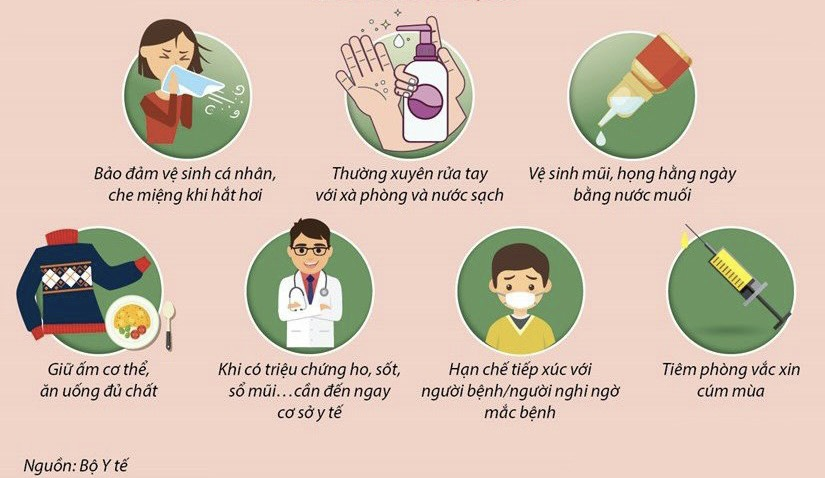 Bảo đảm vệ sinh cá nhân,
che miệng khi hắt hơi
Thường xuyên rửa tay
với xà phòng và nước sạch
Vệ sinh mũi, họng hằng ngày
bằng nước muối
Giữ ấm cơ thể,
ăn uống đủ chất
Khi có triệu chứng ho, sốt,
sổ mũi...cần đến ngay
cơ sở y tế
Hạn chế tiếp xúc với
người bệnh/người nghi ngờ
mắc bệnh
Tiêm phòng vắc xin
cúm mùa
Nguồn: Bộ Y tế